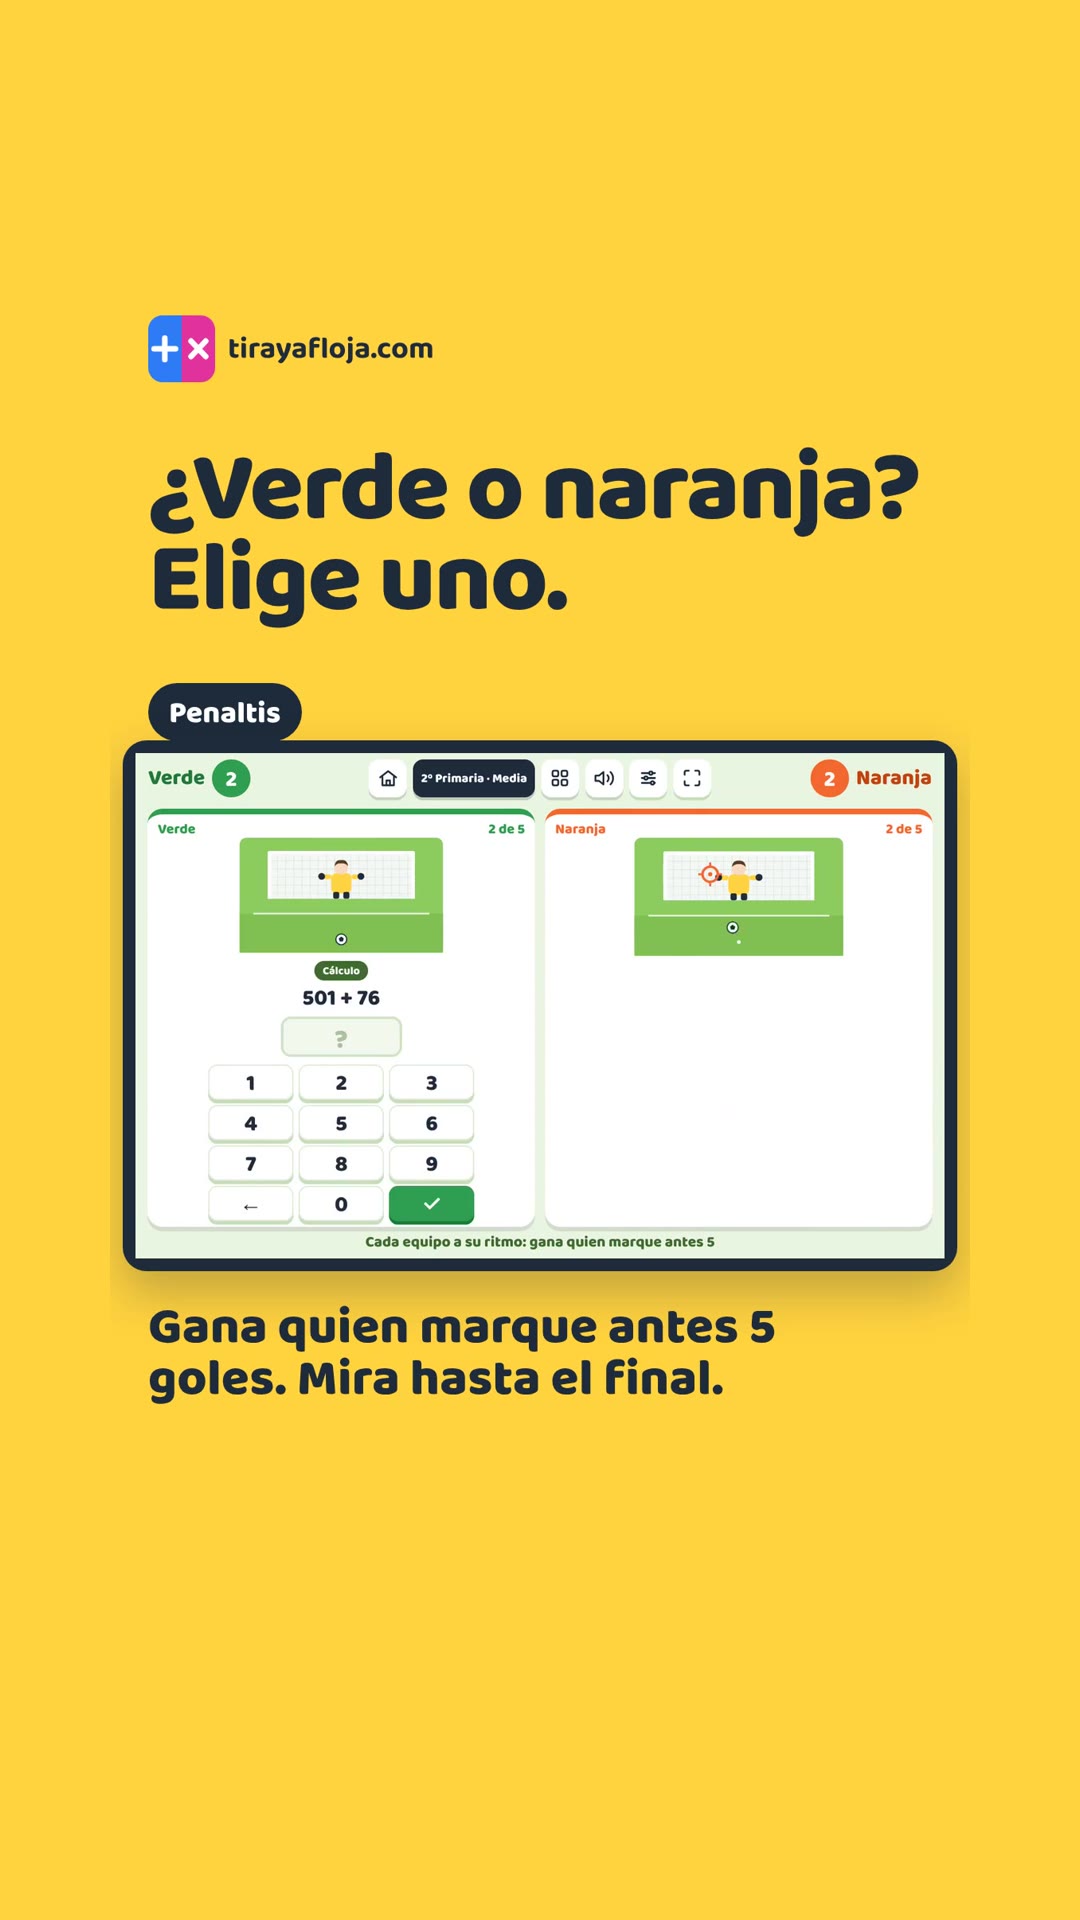 tirayafloja.com
¿Verde o naranja?
Elige uno.
Penaltis
Verde 2
2º Primaria · Media
2 Naranja
Verde 2 de 5
Naranja 2 de 5
Cálculo
501 + 76
?
1 2 3
4 5 6
7 8 9
← 0 ✓
Cada equipo a su ritmo: gana quien marque antes 5
Gana quien marque antes 5
goles. Mira hasta el final.